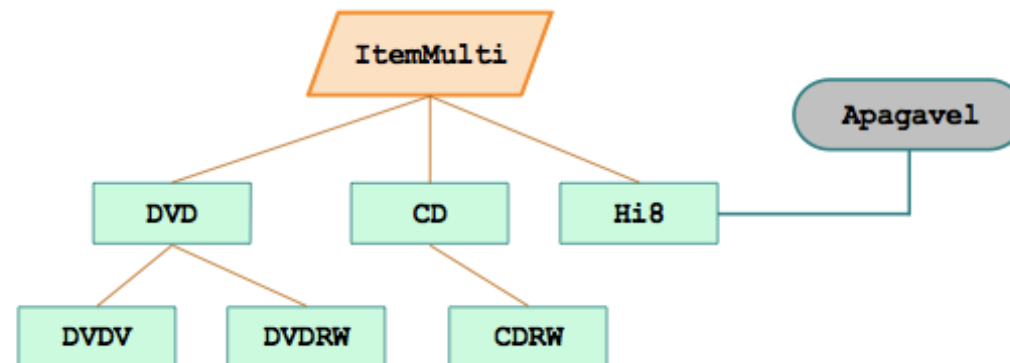 ItemMulti
Apagavel
DVD
CD
Hi8
DVDV
DVDRW
CDRW